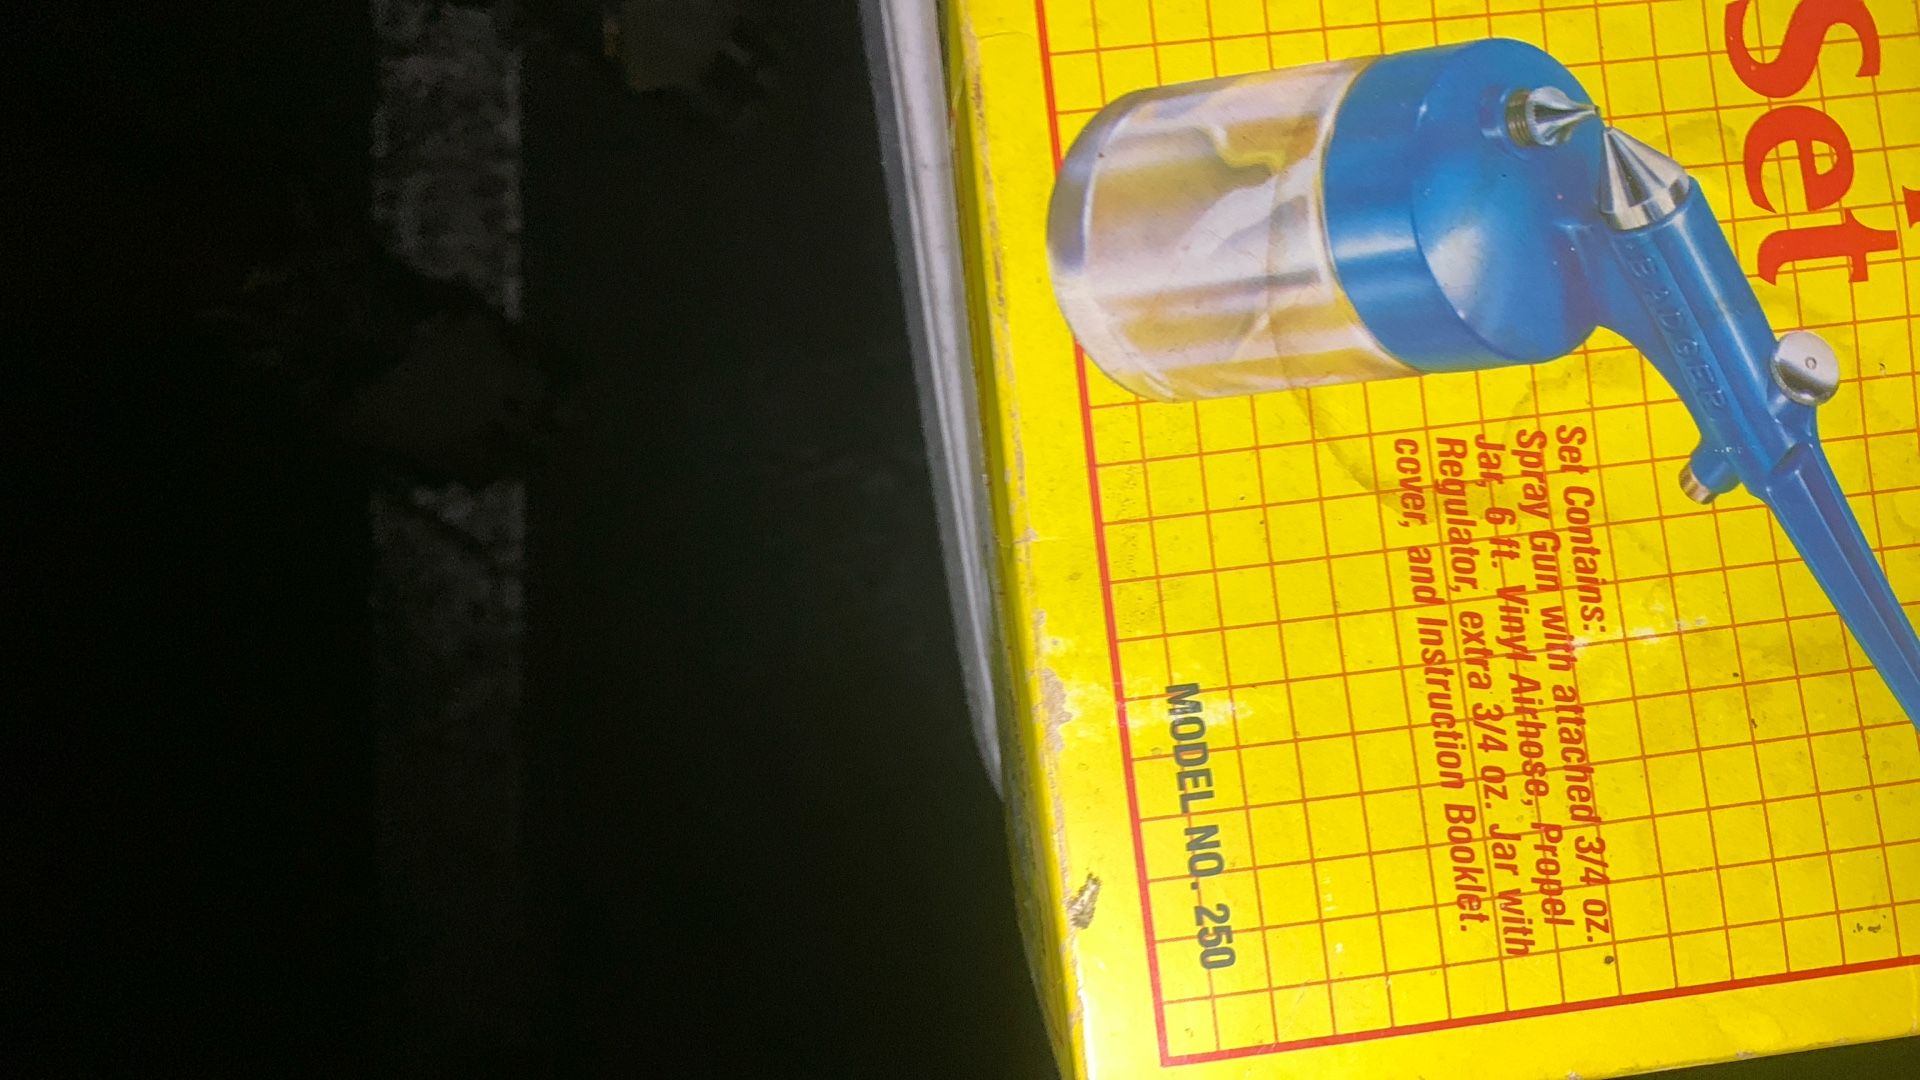 Set
BADGER
Set Contains:
Spray Gun with attached 3/4 oz.
Jar, 6 ft. Vinyl Airhose, Propel
Regulator, extra 3/4 oz. Jar with
cover, and Instruction Booklet.
MODEL NO. 250